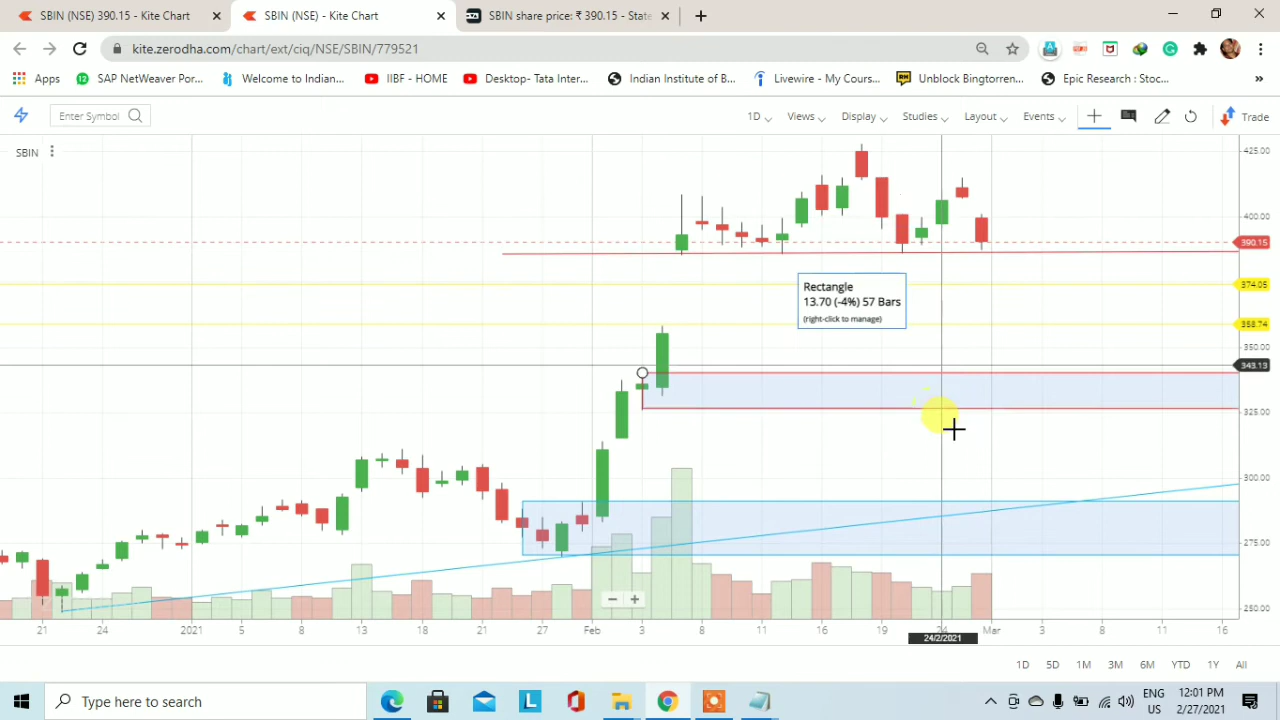 SBIN (NSE) 390.15 - Kite Chart
SBIN (NSE) - Kite Chart
SBIN share price: ₹ 390.15 - State
kite.zerodha.com/chart/ext/ciq/NSE/SBIN/779521
Apps
SAP NetWeaver Por...
Welcome to Indian...
IIBF - HOME
Desktop- Tata Inter...
Indian Institute of B...
Livewire - My Cours...
Unblock Bingtorren...
Epic Research : Stoc...
»
Enter Symbol
1D
Views
Display
Studies
Layout
Events
Trade
SBIN
425.00
400.00
390.15
374.05
358.74
350.00
343.13
325.00
300.00
275.00
250.00
Rectangle
13.70 (-4%) 57 Bars
(right-click to manage)
21 24 2021 5 8 13 18 21 27 Feb 3 8 11 16 19 24 Mar 3 8 11 16
24/2/2021
1D 5D 1M 3M 6M YTD 1Y All
Type here to search
ENG
US
12:01 PM
2/27/2021